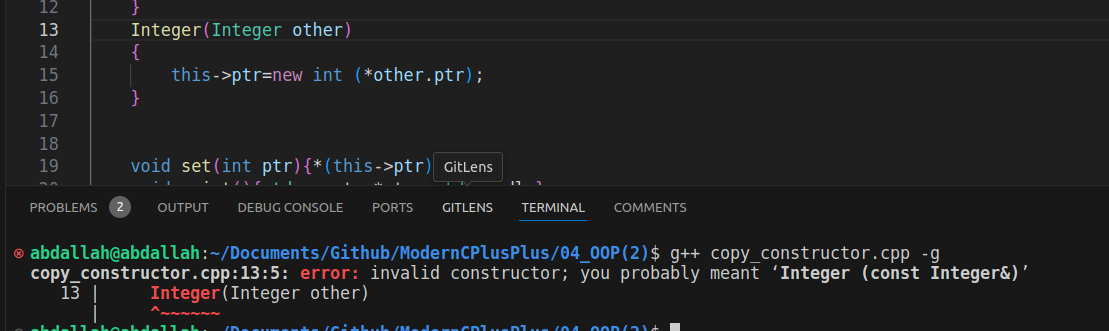 12 }
13 Integer(Integer other)
14 {
15 this->ptr=new int (*other.ptr);
16 }
17
18
19 void set(int ptr){*(this->ptr)
GitLens
PROBLEMS 2 OUTPUT DEBUG CONSOLE PORTS GITLENS TERMINAL COMMENTS
abdallah@abdallah:~/Documents/Github/ModernCPlusPlus/04_OOP(2)$ g++ copy_constructor.cpp -g
copy_constructor.cpp:13:5: error: invalid constructor; you probably meant ‘Integer (const Integer&)’
13 | Integer(Integer other)
| ^~~~~~~
abdallah@abdallah:~/Documents/Github/ModernCPlusPlus/04_OOP(2)$